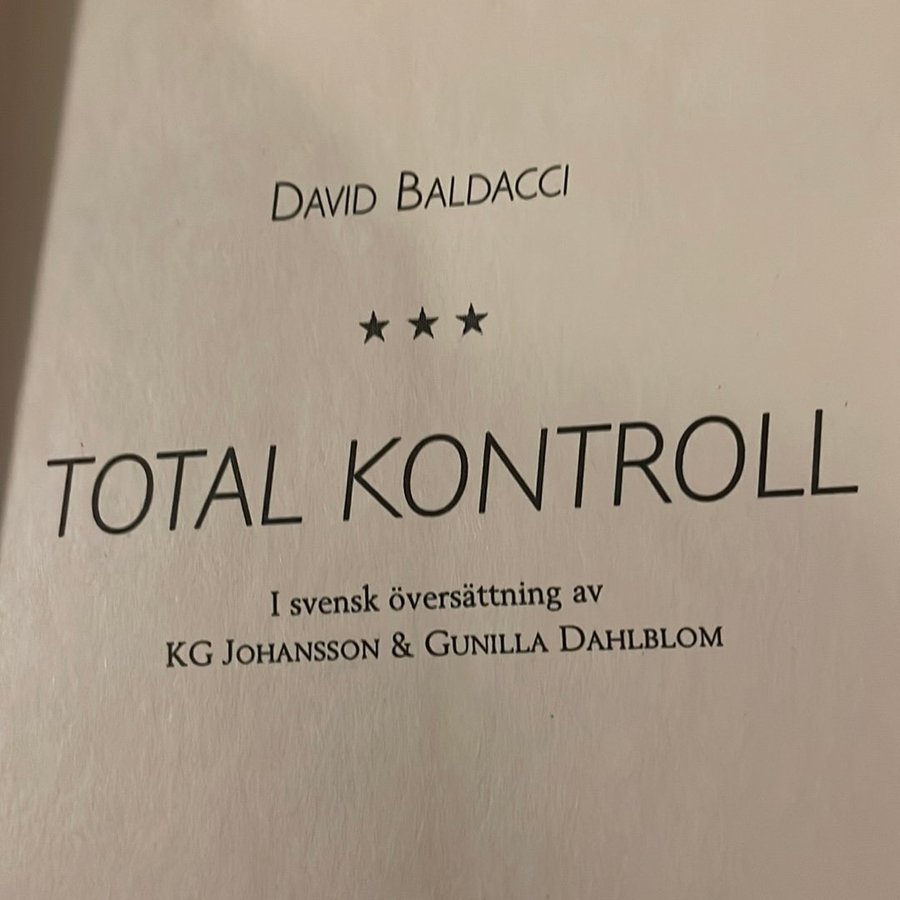 DAVID BALDACCI
★ ★ ★
TOTAL KONTROLL
I svensk översättning av
KG JOHANSSON & GUNILLA DAHLBLOM